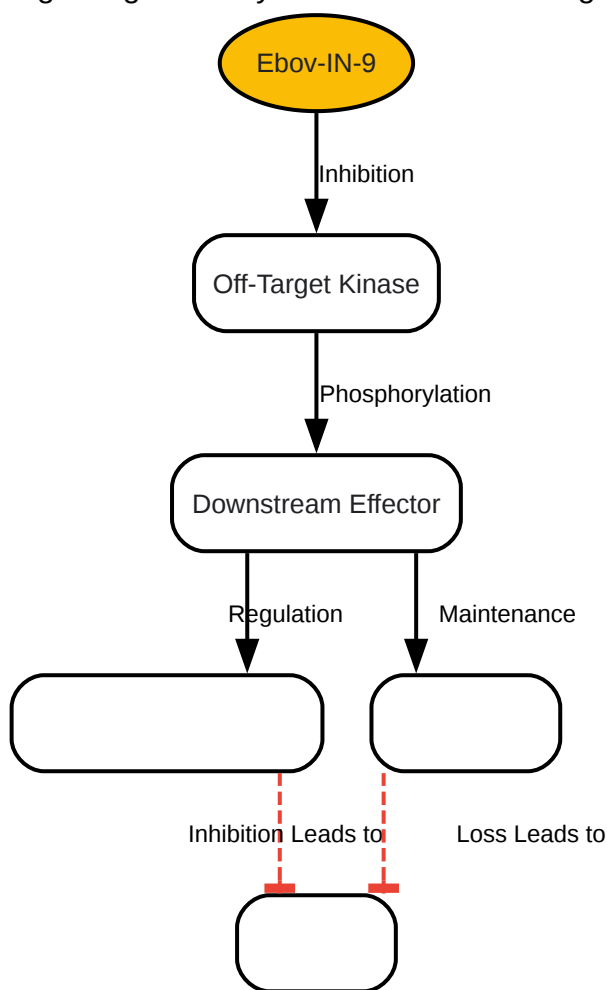 Ebov-IN-9
Inhibition
Off-Target Kinase
Phosphorylation
Downstream Effector
Regulation
Maintenance
Inhibition Leads to
Loss Leads to